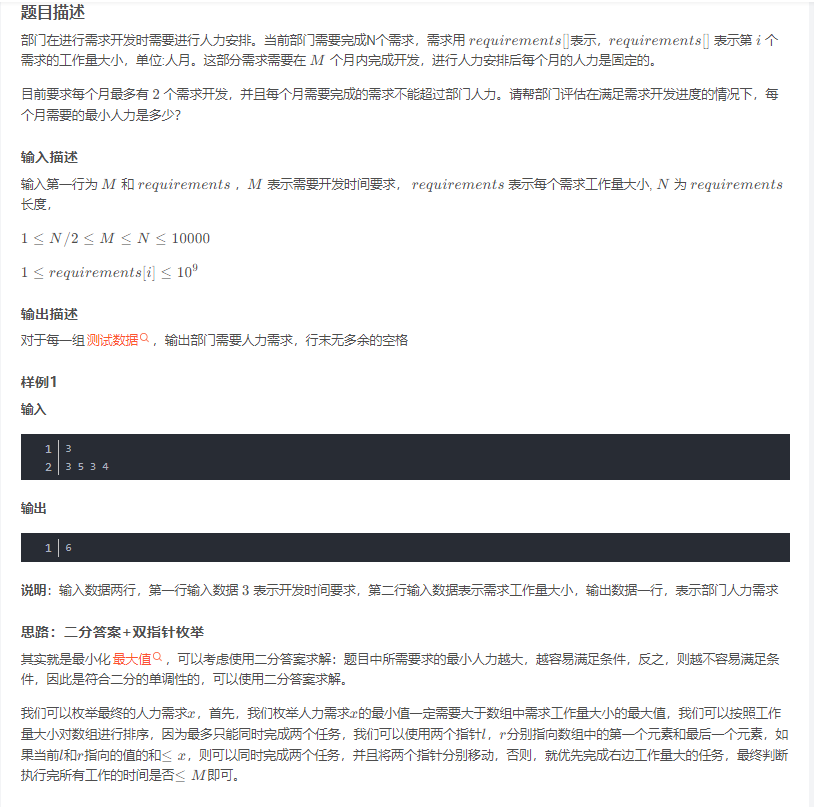 题目描述
部门在进行需求开发时需要进行人力安排。当前部门需要完成N个需求，需求用 requirements[]表示，requirements[] 表示第 i 个
需求的工作量大小，单位:人月。这部分需求需要在 M 个月内完成开发，进行人力安排后每个月的人力是固定的。
目前要求每个月最多有 2 个需求开发，并且每个月需要完成的需求不能超过部门人力。请帮部门评估在满足需求开发进度的情况下，每
个月需要的最小人力是多少？
输入描述
输入第一行为 M 和 requirements ，M 表示需要开发时间要求， requirements 表示每个需求工作量大小, N 为 requirements
长度，
1 ≤ N/2 ≤ M ≤ N ≤ 10000
1 ≤ requirements[i] ≤ 10⁹
输出描述
对于每一组测试数据，输出部门需要人力需求，行末无多余的空格
样例1
输入
1 3
2 3 5 3 4
输出
1 6
说明：输入数据两行，第一行输入数据 3 表示开发时间要求，第二行输入数据表示需求工作量大小，输出数据一行，表示部门人力需求
思路：二分答案+双指针枚举
其实就是最小化最大值，可以考虑使用二分答案求解：题目中所需要求的最小人力越大，越容易满足条件，反之，则越不容易满足条
件，因此是符合二分的单调性的，可以使用二分答案求解。
我们可以枚举最终的人力需求x，首先，我们枚举人力需求x的最小值一定需要大于数组中需求工作量大小的最大值，我们可以按照工作
量大小对数组进行排序，因为最多只能同时完成两个任务，我们可以使用两个指针l，r分别指向数组中的第一个元素和最后一个元素，如
果当前l和r指向的值的和≤ x，则可以同时完成两个任务，并且将两个指针分别移动，否则，就优先完成右边工作量大的任务，最终判断
执行完所有工作的时间是否≤ M即可。